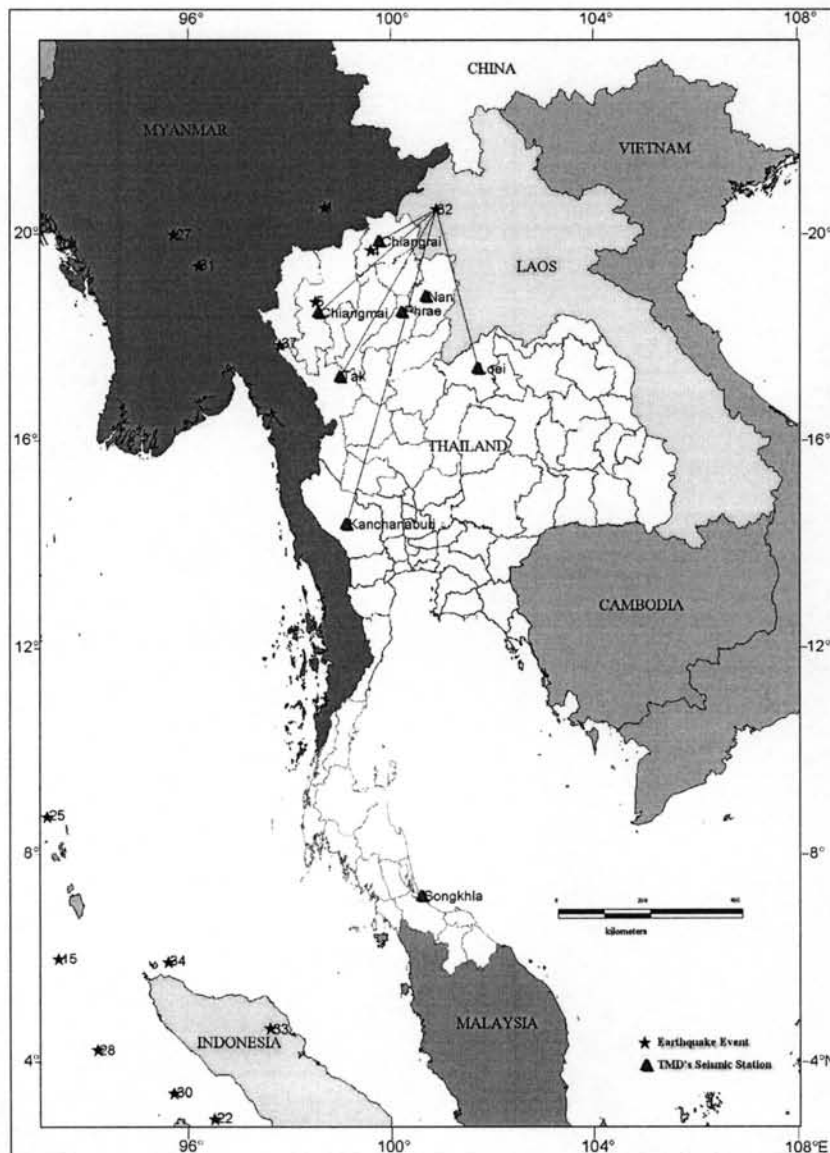 96° 100° 104° 108°
CHINA
MYANMAR
VIETNAM
32
20° 27 Chiangrai 20°
4
31 LAOS
5 Nan
Chiangmai Phrae
37
Tak Loei
16° THAILAND 16°
Kanchanaburi
CAMBODIA
12° 12°
25
8° 8°
Songkhla
kilometers
15 34
33 MALAYSIA
INDONESIA Earthquake Event
28
4° TMD's Seismic Station 4°N
30
22
96° 100° 104° 108°E